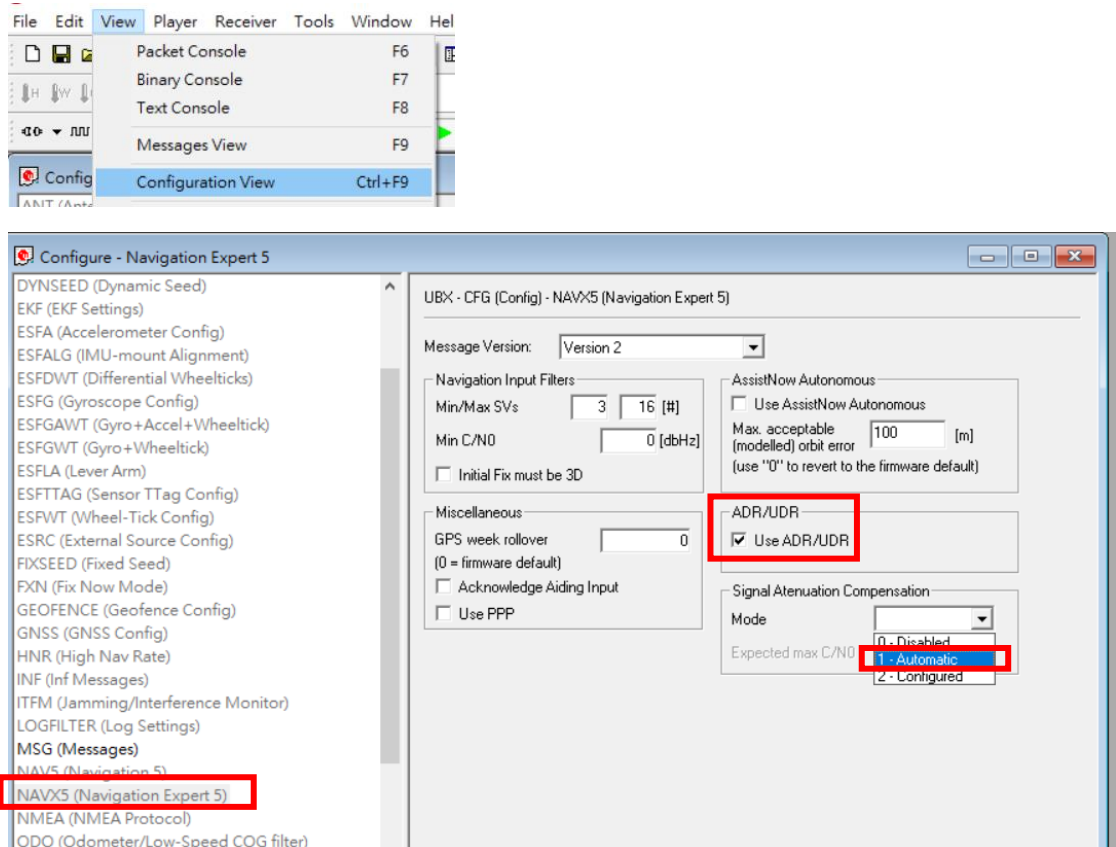 File Edit View Player Receiver Tools Window Hel
Packet Console F6
Binary Console F7
Text Console F8
Messages View F9
Configuration View Ctrl+F9
Config
ANT (Ante
Configure - Navigation Expert 5
DYNSEED (Dynamic Seed)
EKF (EKF Settings)
ESFA (Accelerometer Config)
ESFALG (IMU-mount Alignment)
ESFDWT (Differential Wheelticks)
ESFG (Gyroscope Config)
ESFGAWT (Gyro+Accel+Wheeltick)
ESFGWT (Gyro+Wheeltick)
ESFLA (Lever Arm)
ESFTTAG (Sensor TTag Config)
ESFWT (Wheel-Tick Config)
ESRC (External Source Config)
FIXSEED (Fixed Seed)
FXN (Fix Now Mode)
GEOFENCE (Geofence Config)
GNSS (GNSS Config)
HNR (High Nav Rate)
INF (Inf Messages)
ITFM (Jamming/Interference Monitor)
LOGFILTER (Log Settings)
MSG (Messages)
NAV5 (Navigation 5)
NAVX5 (Navigation Expert 5)
NMEA (NMEA Protocol)
ODO (Odometer/Low-Speed COG filter)
UBX - CFG (Config) - NAVX5 (Navigation Expert 5)
Message Version: Version 2
Navigation Input Filters
Min/Max SVs 3 16 [#]
Min C/N0 0 [dbHz]
Initial Fix must be 3D
Miscellaneous
GPS week rollover 0
(0 = firmware default)
Acknowledge Aiding Input
Use PPP
AssistNow Autonomous
Use AssistNow Autonomous
Max. acceptable
(modelled) orbit error 100 [m]
(use "0" to revert to the firmware default)
ADR/UDR
Use ADR/UDR
Signal Atenuation Compensation
Mode
Expected max C/N0
0 - Disabled
1 - Automatic
2 - Configured